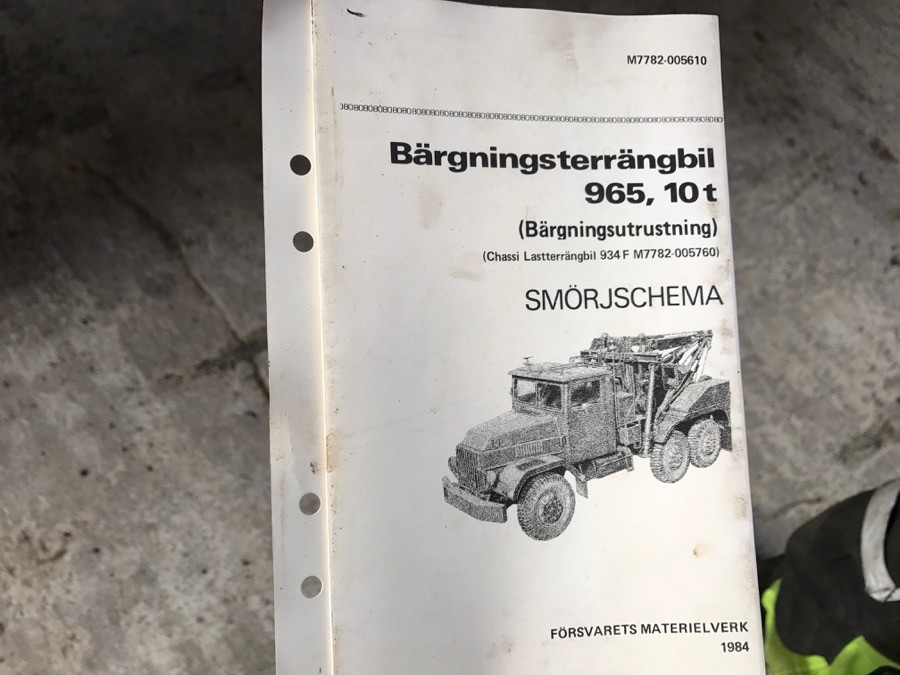 M7782-005610
Bärgningsterrängbil
965, 10 t
(Bärgningsutrustning)
(Chassi Lastterrängbil 934 F M7782-005760)
SMÖRJSCHEMA
FÖRSVARETS MATERIELVERK
1984